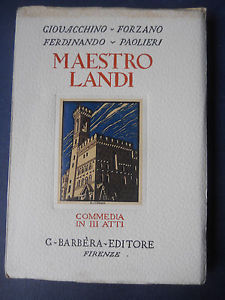 GIOVACCHINO - FORZANO
FERDINANDO - PAOLIERI
MAESTRO
LANDI
COMMEDIA
IN III ATTI
G - BARBÈRA - EDITORE
FIRENZE .